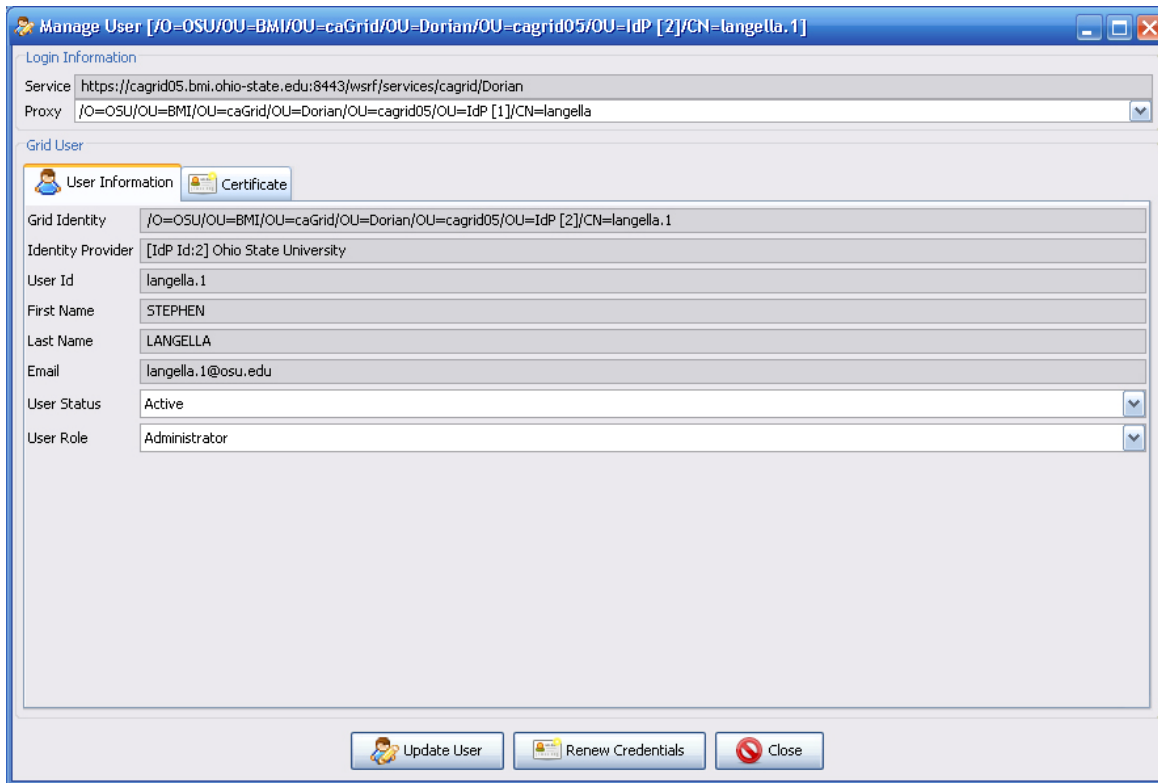 Manage User [/O=OSU/OU=BMI/OU=caGrid/OU=Dorian/OU=cagrid05/OU=IdP [2]/CN=langella.1]
Login Information
Service https://cagrid05.bmi.ohio-state.edu:8443/wsrf/services/cagrid/Dorian
Proxy /O=OSU/OU=BMI/OU=caGrid/OU=Dorian/OU=cagrid05/OU=IdP [1]/CN=langella
Grid User
User Information Certificate
Grid Identity /O=OSU/OU=BMI/OU=caGrid/OU=Dorian/OU=cagrid05/OU=IdP [2]/CN=langella.1
Identity Provider [IdP Id:2] Ohio State University
User Id langella.1
First Name STEPHEN
Last Name LANGELLA
Email langella.1@osu.edu
User Status Active
User Role Administrator
Update User Renew Credentials Close